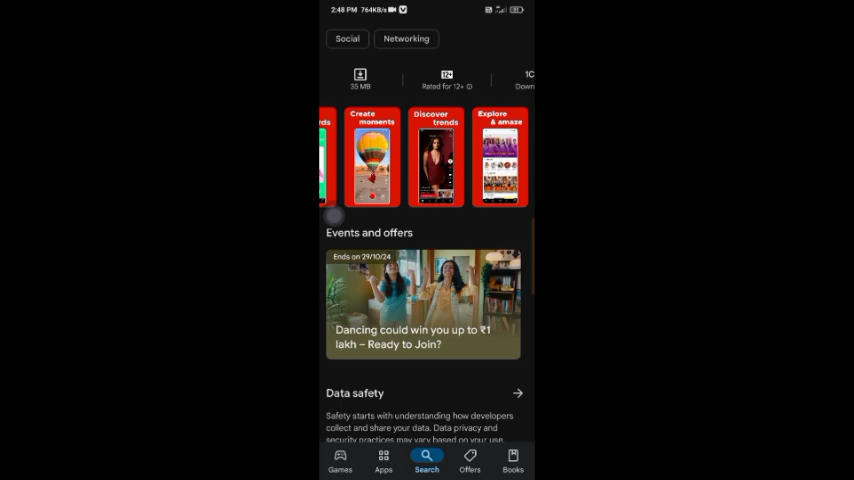 2:48 PM 764KB/s
Social
Networking
35 MB
12+
Rated for 12+
1C
Down
rds
Create
moments
Discover
trends
Explore
& amaze
Events and offers
Ends on 29/10/24
Dancing could win you up to ₹1
lakh – Ready to Join?
Data safety
Safety starts with understanding how developers
collect and share your data. Data privacy and
security practices may vary based on your use,
Games
Apps
Search
Offers
Books